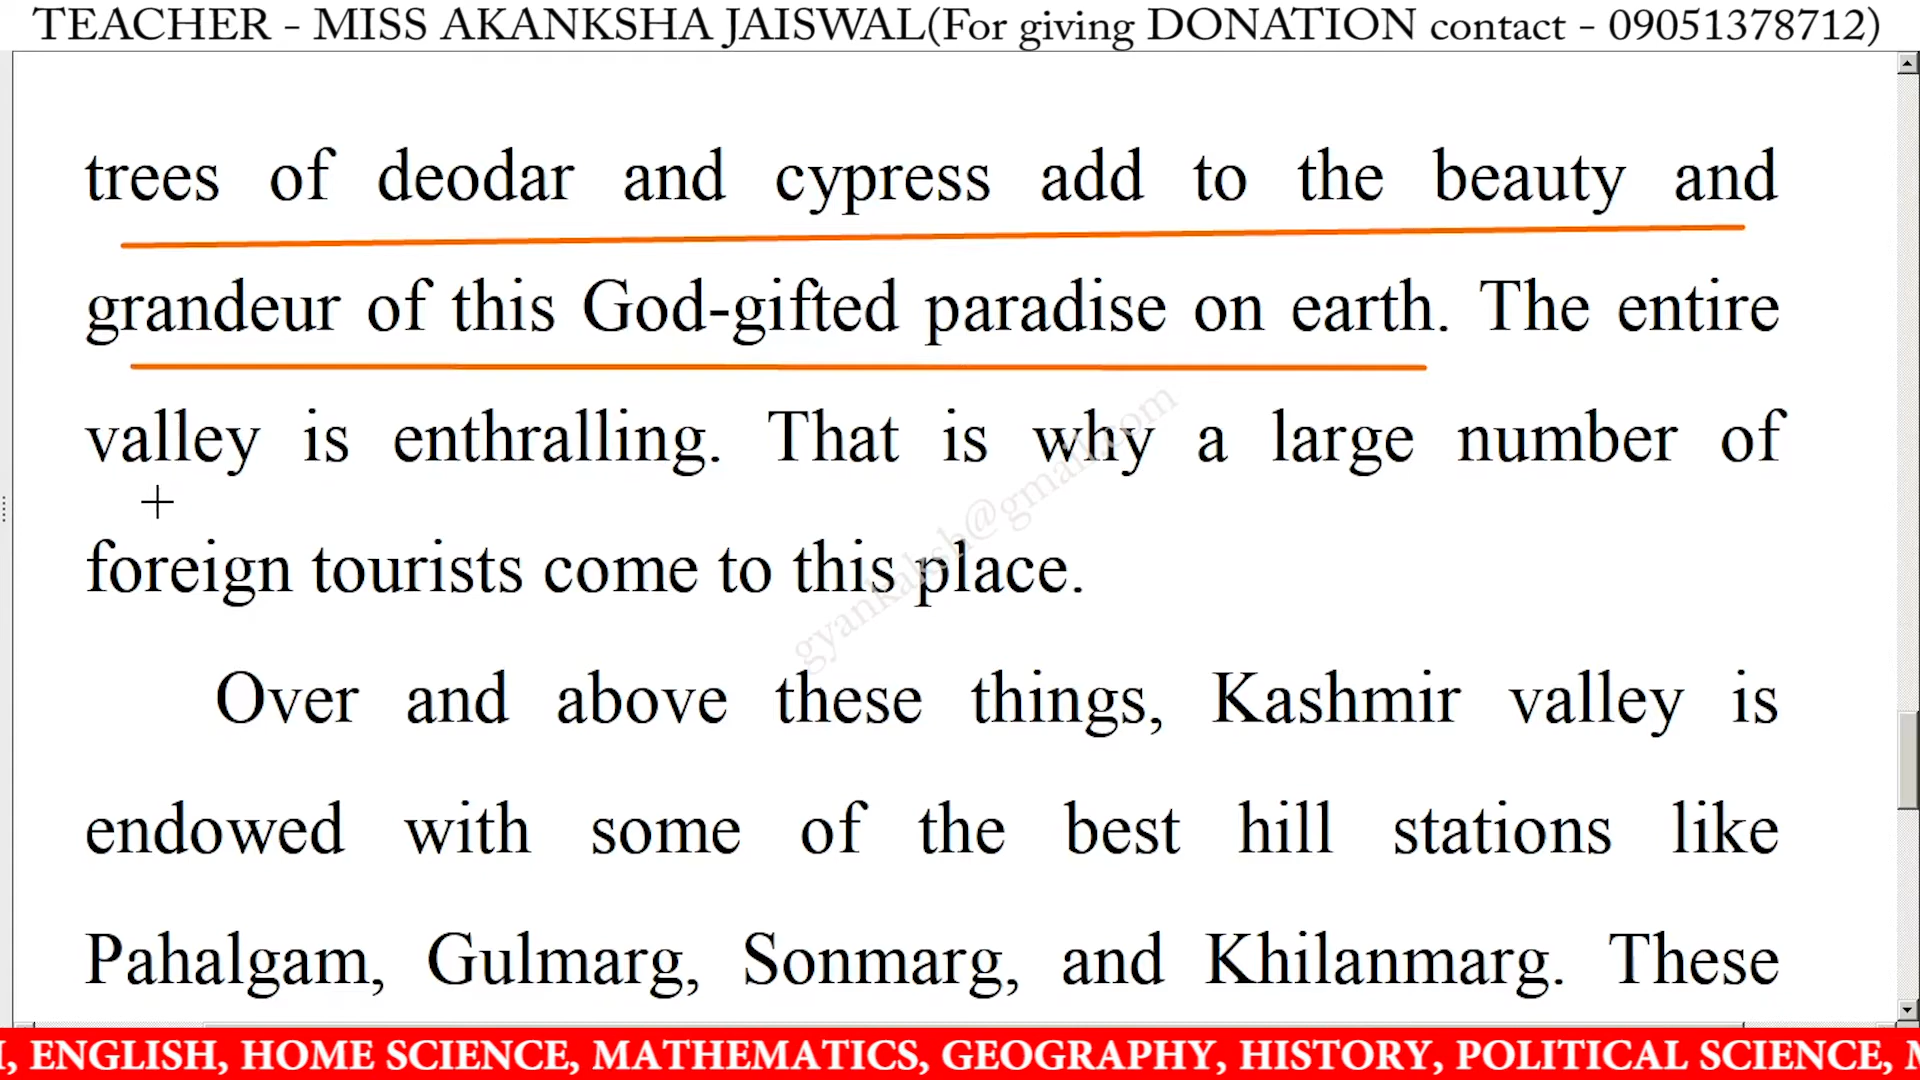 TEACHER - MISS AKANKSHA JAISWAL(For giving DONATION contact - 09051378712)
trees of deodar and cypress add to the beauty and
grandeur of this God-gifted paradise on earth. The entire
valley is enthralling. That is why a large number of
foreign tourists come to this place.
gyankaksh@gmail.com
Over and above these things, Kashmir valley is
endowed with some of the best hill stations like
Pahalgam, Gulmarg, Sonmarg, and Khilanmarg. These
, ENGLISH, HOME SCIENCE, MATHEMATICS, GEOGRAPHY, HISTORY, POLITICAL SCIENCE,